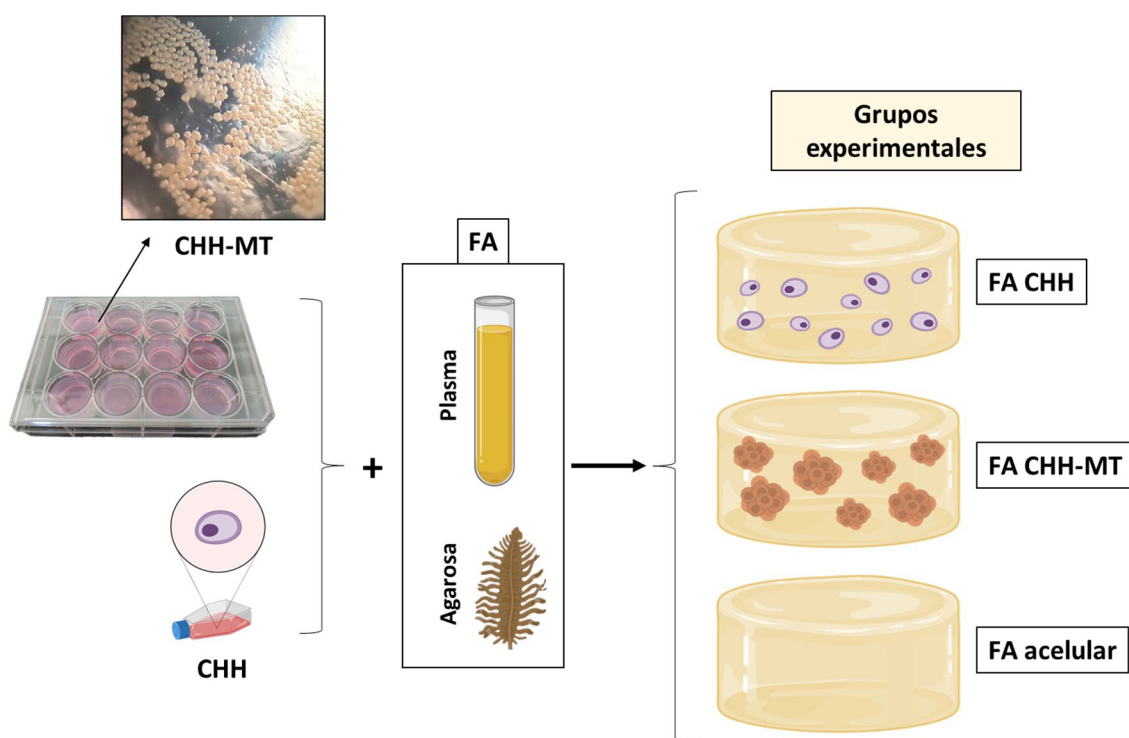 CHH-MT
CHH
+
FA
Plasma
Agarosa
Grupos
experimentales
FA CHH
FA CHH-MT
FA acelular